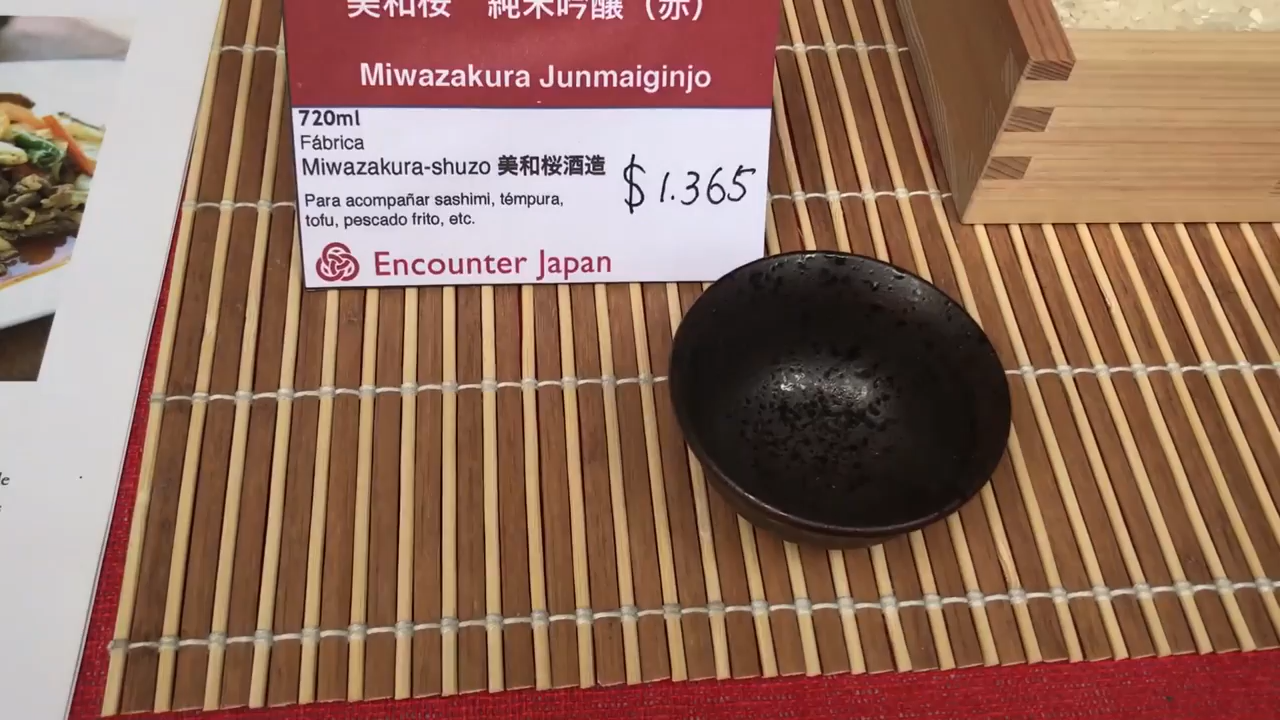 美和桜 純米吟醸（赤）
Miwazakura Junmaiginjo
720ml
Fábrica
Miwazakura-shuzo 美和桜酒造
$1.365
Para acompañar sashimi, témpura,
tofu, pescado frito, etc.
Encounter Japan